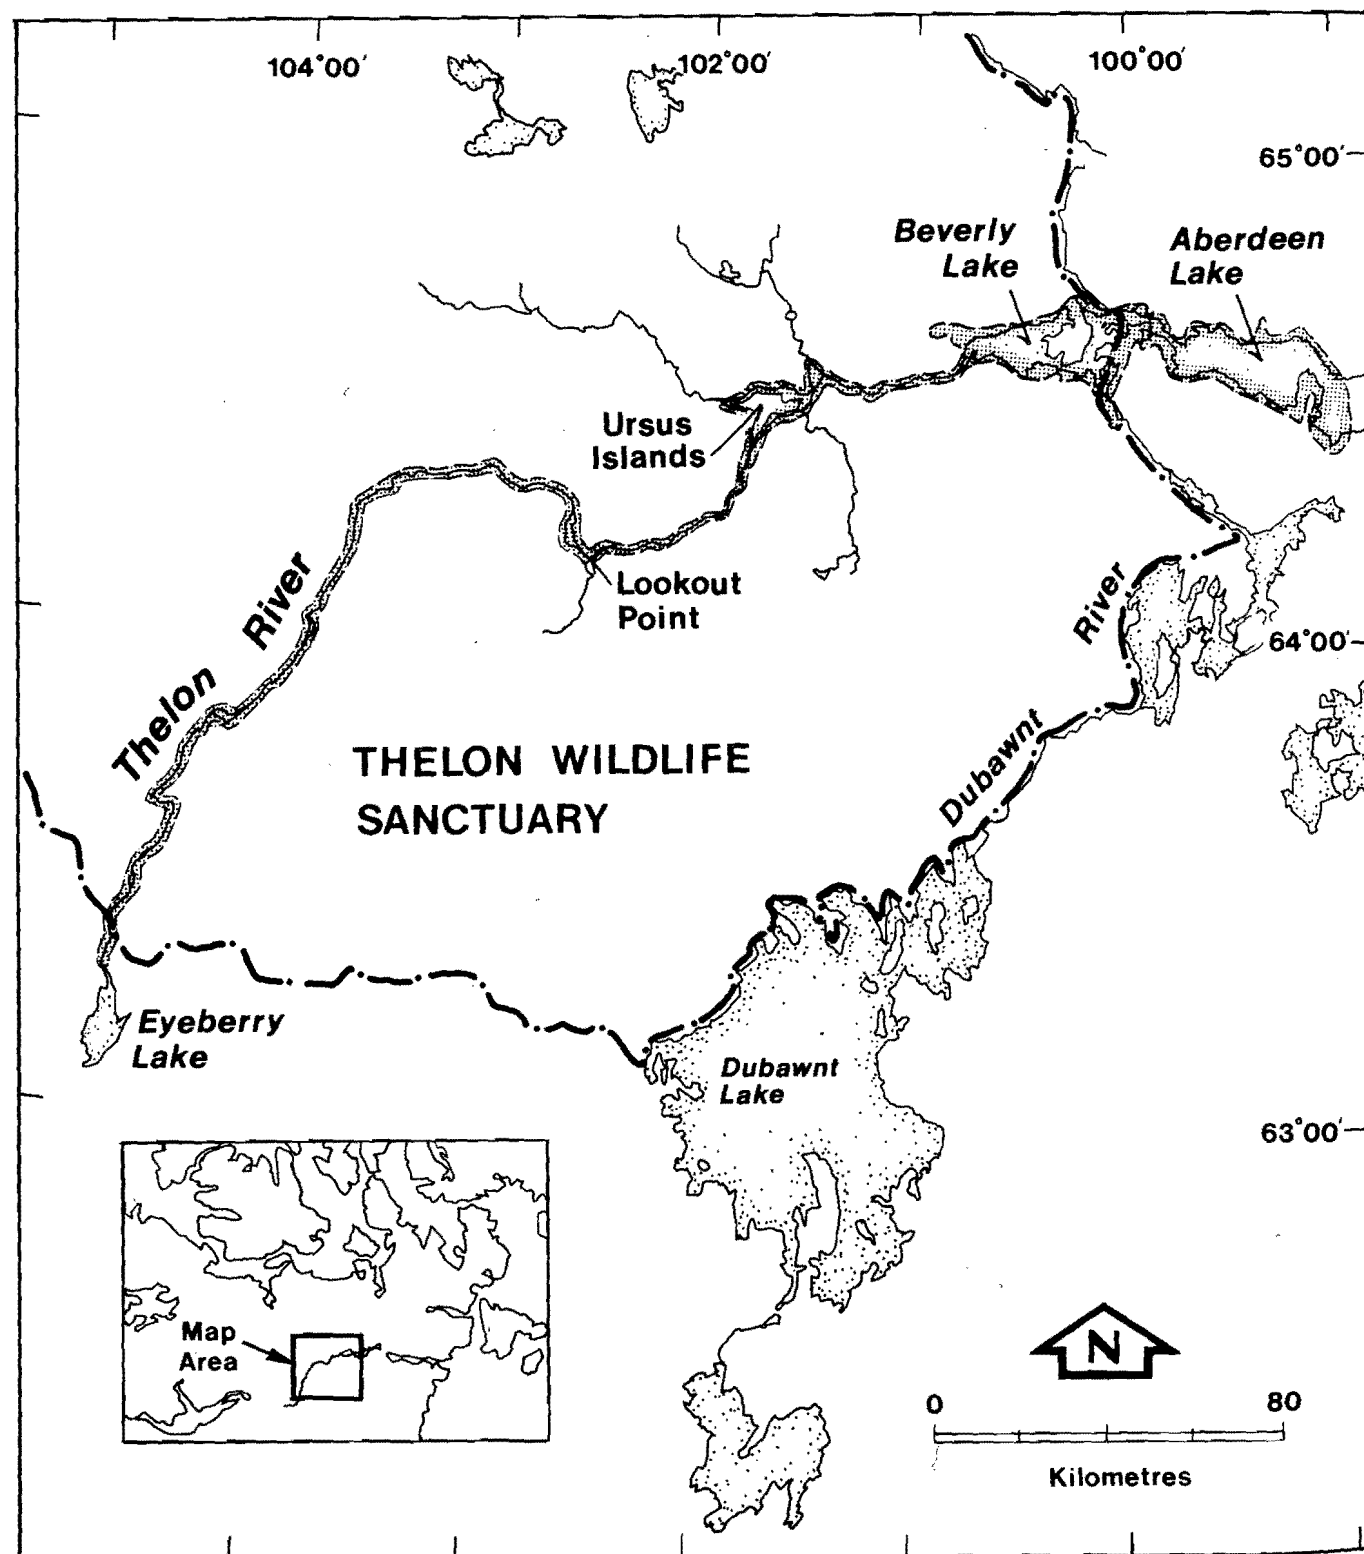 104°00'
102°00'
100°00'
65°00'
Beverly
Lake
Aberdeen
Lake
Ursus
Islands
Lookout
Point
Thelon River
River
64°00'
Dubawnt
THELON WILDLIFE
SANCTUARY
Eyeberry
Lake
Dubawnt
Lake
63°00'
Map
Area
N
0 80
Kilometres